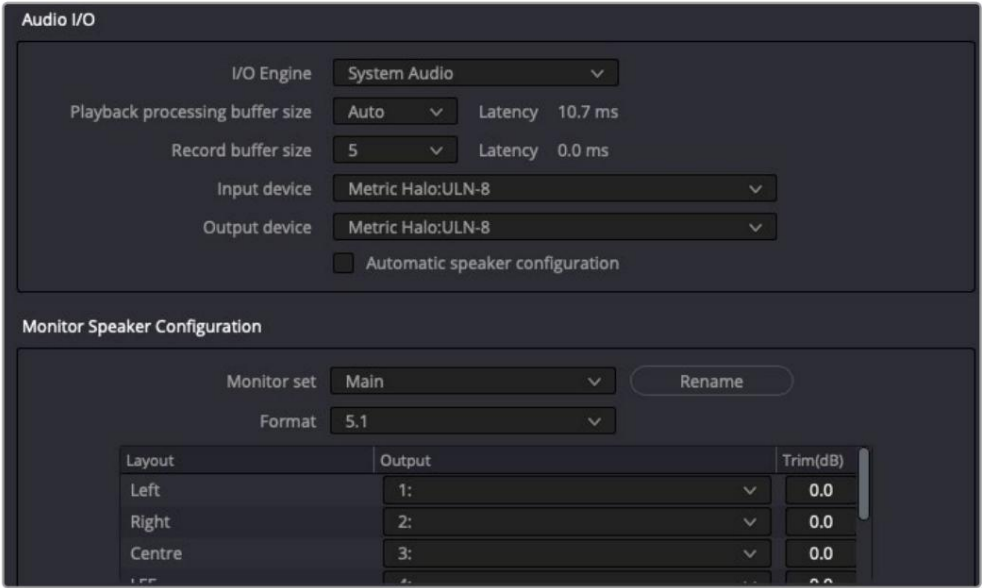 Audio I/O
I/O Engine System Audio
Playback processing buffer size Auto Latency 10.7 ms
Record buffer size 5 Latency 0.0 ms
Input device Metric Halo:ULN-8
Output device Metric Halo:ULN-8
Automatic speaker configuration
Monitor Speaker Configuration
Monitor set Main Rename
Format 5.1
Layout Output Trim(dB)
Left 1: 0.0
Right 2: 0.0
Centre 3: 0.0